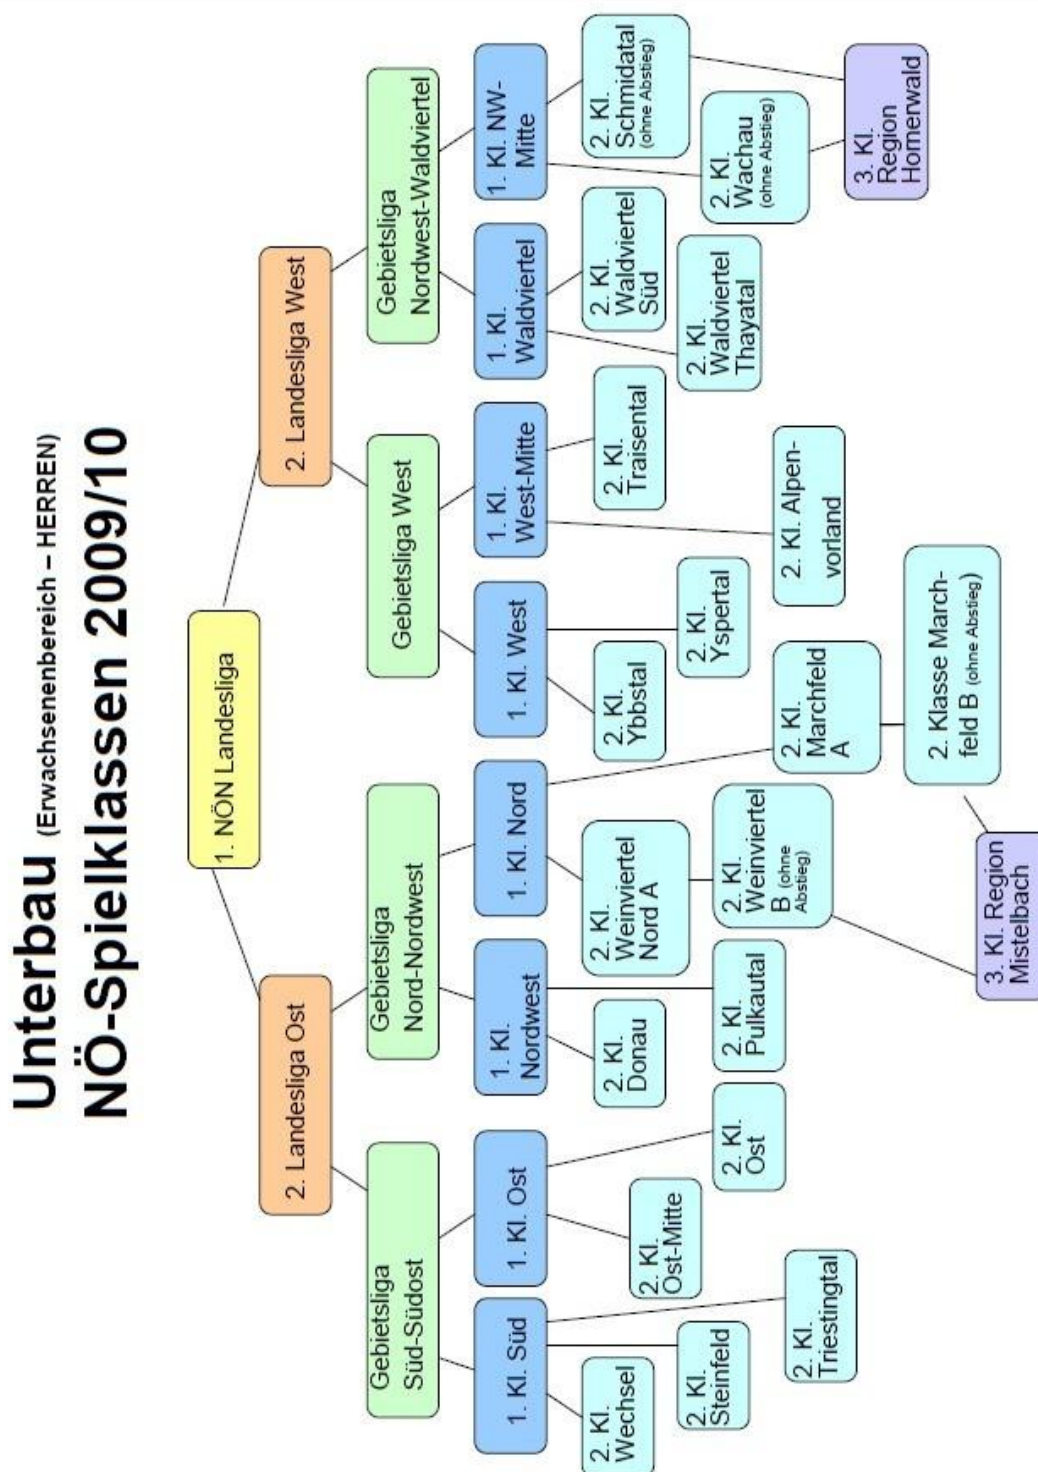 Unterbau (Erwachsenenbereich – HERREN)
NÖ-Spielklassen 2009/10
1. NÖN Landesliga
2. Landesliga Ost
2. Landesliga West
Gebietsliga
Süd-Südost
Gebietsliga
Nord-Nordwest
Gebietsliga West
Gebietsliga
Nordwest-Waldviertel
1. Kl. Süd
1. Kl. Ost
1. Kl.
Nordwest
1. Kl. Nord
1. Kl. West
1. Kl.
West-Mitte
1. Kl.
Waldviertel
1. Kl. NW-
Mitte
2. Kl.
Wechsel
2. Kl.
Steinfeld
2. Kl.
Triestingtal
2. Kl.
Ost-Mitte
2. Kl.
Ost
2. Kl.
Donau
2. Kl.
Pulkautal
2. Kl.
Weinviertel
Nord A
2. Kl.
Weinviertel
B (ohne
Abstieg)
2. Kl.
Marchfeld
A
2. Klasse March-
feld B (ohne Abstieg)
3. Kl. Region
Mistelbach
2. Kl.
Ybbstal
2. Kl.
Yspertal
2. Kl.
Traisental
2. Kl. Alpen-
vorland
2. Kl.
Waldviertel
Süd
2. Kl.
Waldviertel
Thayatal
2. Kl.
Schmidatal
(ohne Abstieg)
2. Kl.
Wachau
(ohne Abstieg)
3. Kl.
Region
Hornerwald